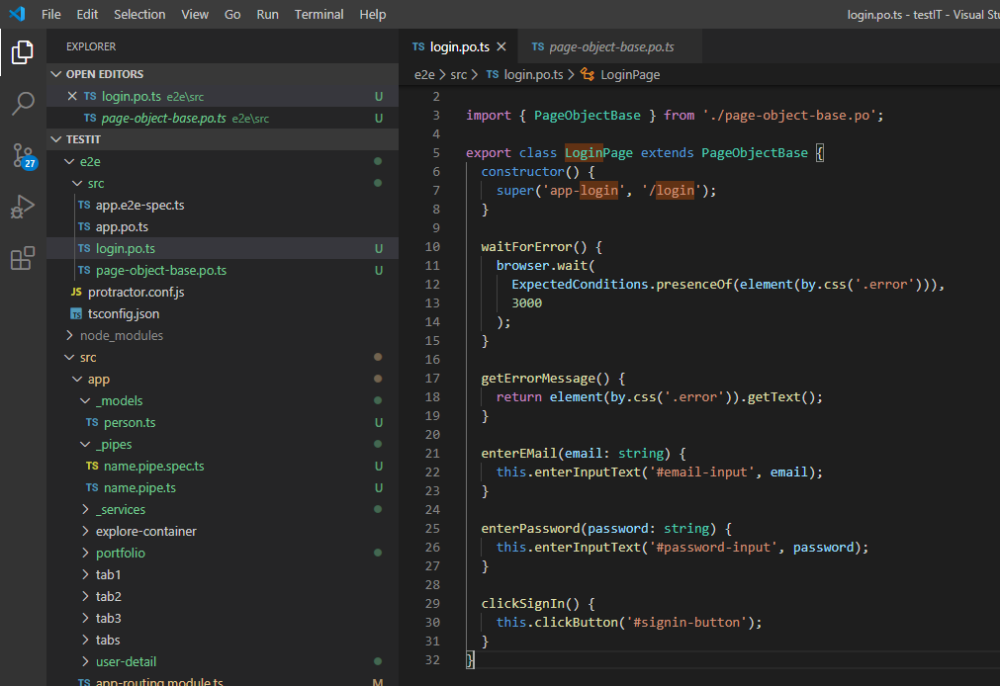 File Edit Selection View Go Run Terminal Help
login.po.ts - testIT - Visual Stu
EXPLORER
OPEN EDITORS
TS login.po.ts e2e\src U
TS page-object-base.po.ts e2e\src U
TESTIT
e2e
src
TS app.e2e-spec.ts
TS app.po.ts
TS login.po.ts U
TS page-object-base.po.ts U
JS protractor.conf.js
TS tsconfig.json
node_modules
src
app
_models
TS person.ts U
_pipes
TS name.pipe.spec.ts U
TS name.pipe.ts U
_services
explore-container
portfolio
tab1
tab2
tab3
tabs
user-detail
TS app-routing.module.ts M
27
TS login.po.ts
TS page-object-base.po.ts
e2e > src > TS login.po.ts > LoginPage
2
3 import { PageObjectBase } from './page-object-base.po';
4
5 export class LoginPage extends PageObjectBase {
6 constructor() {
7 super('app-login', '/login');
8 }
9
10 waitForError() {
11 browser.wait(
12 ExpectedConditions.presenceOf(element(by.css('.error'))),
13 3000
14 );
15 }
16
17 getErrorMessage() {
18 return element(by.css('.error')).getText();
19 }
20
21 enterEMail(email: string) {
22 this.enterInputText('#email-input', email);
23 }
24
25 enterPassword(password: string) {
26 this.enterInputText('#password-input', password);
27 }
28
29 clickSignIn() {
30 this.clickButton('#signin-button');
31 }
32 }